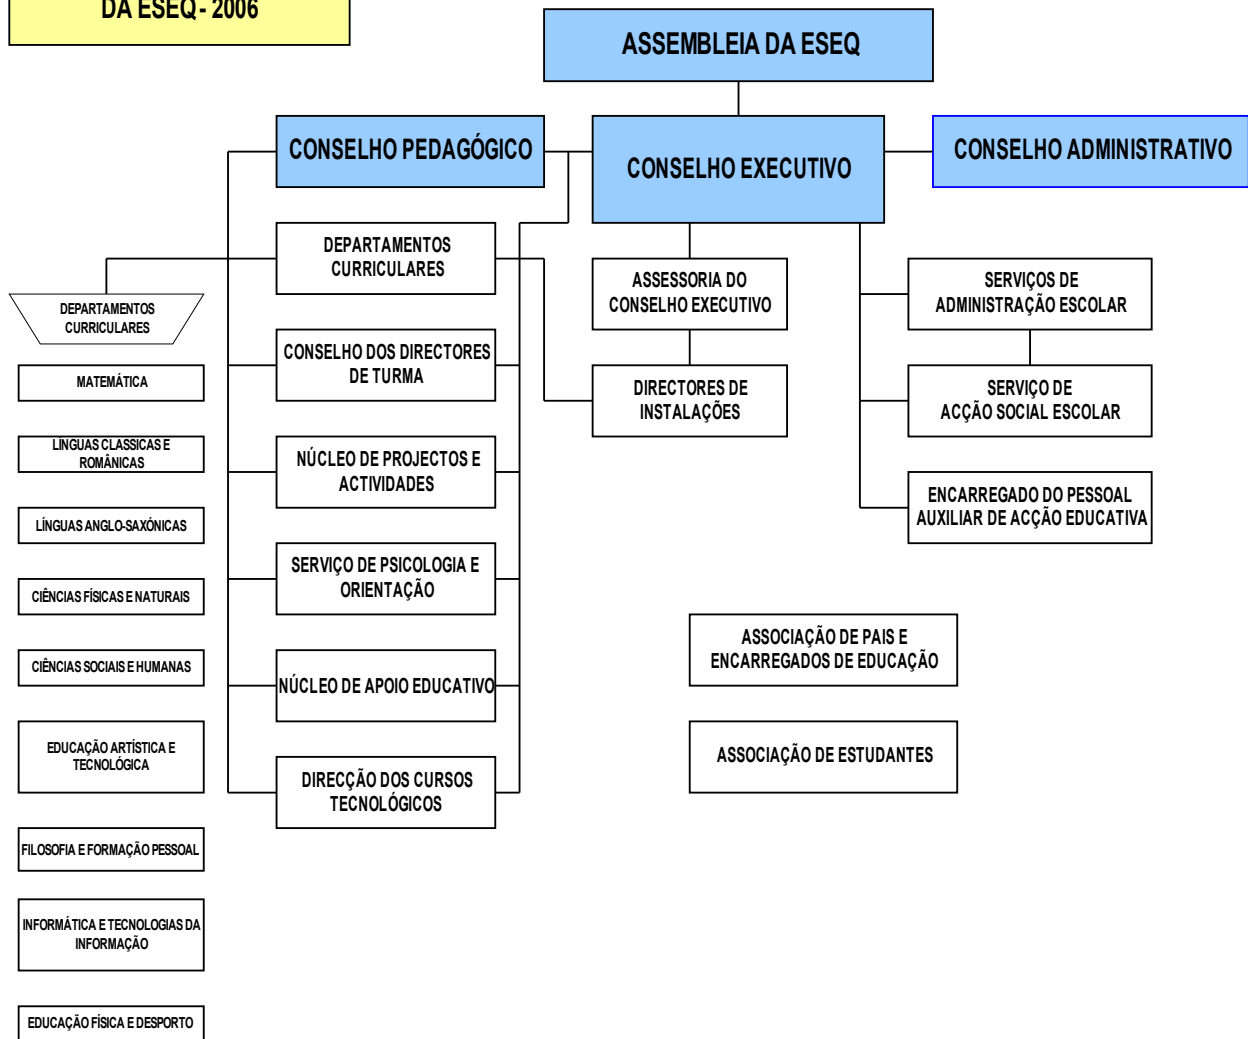 DA ESEQ - 2006
ASSEMBLEIA DA ESEQ
CONSELHO PEDAGÓGICO
CONSELHO EXECUTIVO
CONSELHO ADMINISTRATIVO
DEPARTAMENTOS
CURRICULARES
CONSELHO DOS DIRECTORES
DE TURMA
NÚCLEO DE PROJECTOS E
ACTIVIDADES
SERVIÇO DE PSICOLOGIA E
ORIENTAÇÃO
NÚCLEO DE APOIO EDUCATIVO
DIRECÇÃO DOS CURSOS
TECNOLÓGICOS
ASSESSORIA DO
CONSELHO EXECUTIVO
DIRECTORES DE
INSTALAÇÕES
SERVIÇOS DE
ADMINISTRAÇÃO ESCOLAR
SERVIÇO DE
ACÇÃO SOCIAL ESCOLAR
ENCARREGADO DO PESSOAL
AUXILIAR DE ACÇÃO EDUCATIVA
ASSOCIAÇÃO DE PAIS E
ENCARREGADOS DE EDUCAÇÃO
ASSOCIAÇÃO DE ESTUDANTES
DEPARTAMENTOS
CURRICULARES
MATEMÁTICA
LÍNGUAS CLASSICAS E
ROMÂNICAS
LÍNGUAS ANGLO-SAXÓNICAS
CIÊNCIAS FÍSICAS E NATURAIS
CIÊNCIAS SOCIAIS E HUMANAS
EDUCAÇÃO ARTÍSTICA E
TECNOLÓGICA
FILOSOFIA E FORMAÇÃO PESSOAL
INFORMÁTICA E TECNOLOGIAS DA
INFORMAÇÃO
EDUCAÇÃO FÍSICA E DESPORTO